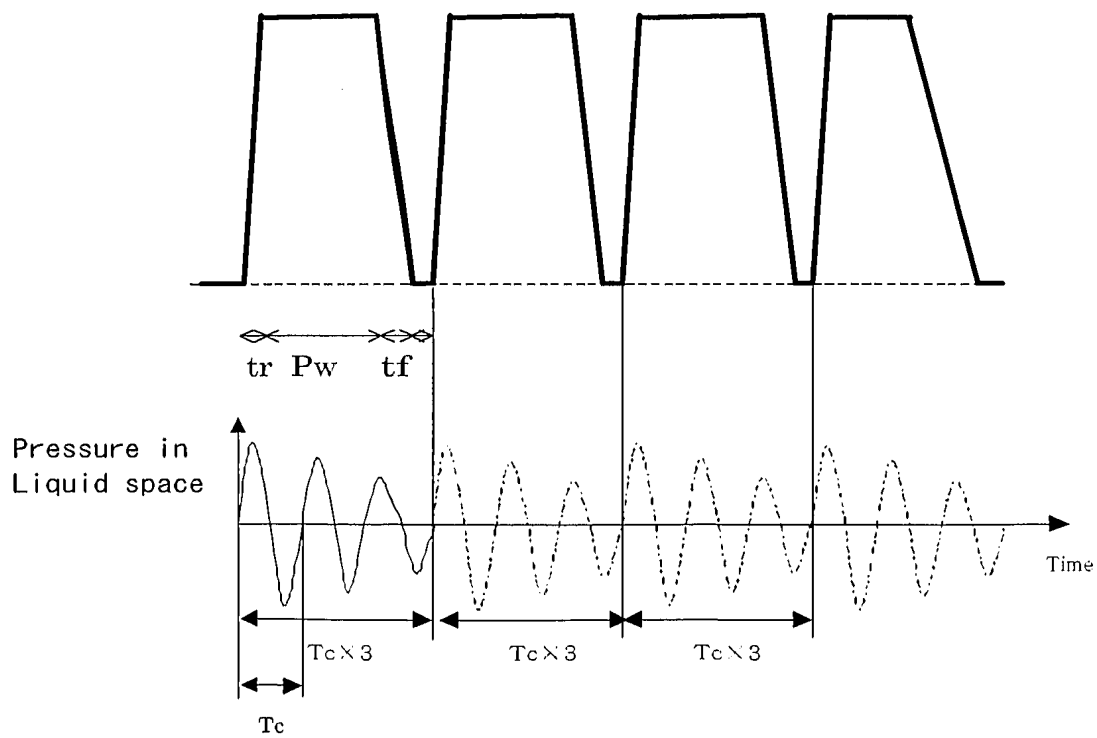 tr Pw tf
Pressure in
Liquid space
Time
Tc×3 Tc×3 Tc×3
Tc